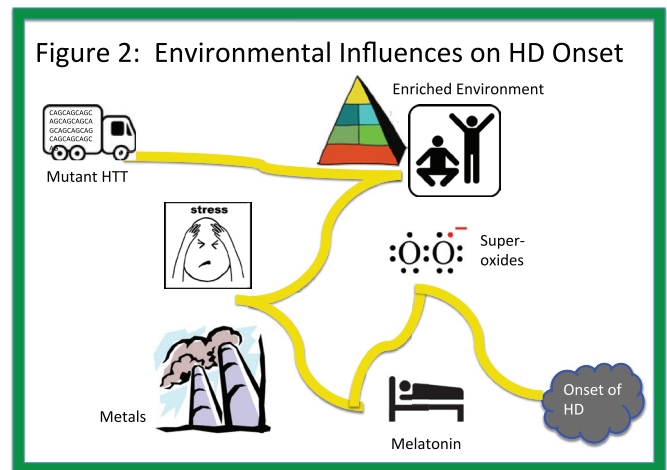 Figure 2: Environmental Influences on HD Onset
Enriched Environment
CAGCAGCAGC
AGCAGCAGCA
GCAGCAGCAG
CAGCAGCAGC
Mutant HTT
stress
:O:O:
Super-
oxides
Metals
Melatonin
Onset of
HD